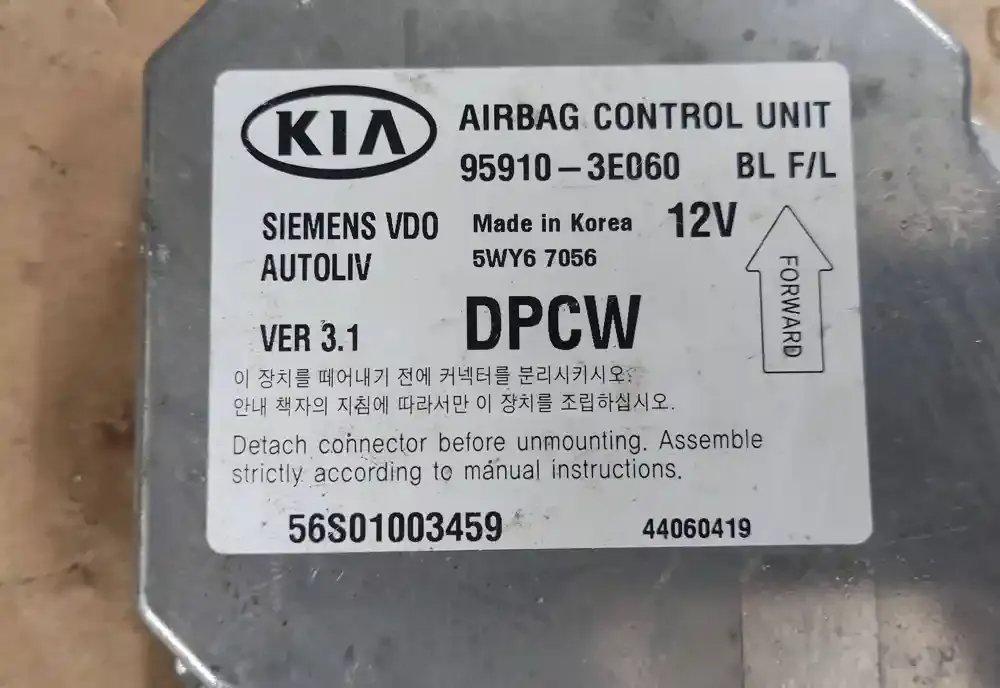 KIA AIRBAG CONTROL UNIT
95910-3E060 BL F/L
SIEMENS VDO Made in Korea 12V
AUTOLIV 5WY6 7056
FORWARD
VER 3.1 DPCW
이 장치를 떼어내기 전에 커넥터를 분리시키시오.
안내 책자의 지침에 따라서만 이 장치를 조립하십시오.
Detach connector before unmounting. Assemble
strictly according to manual instructions.
56S01003459 44060419